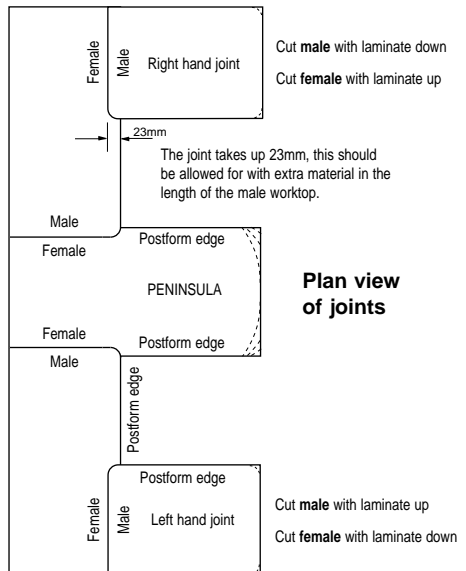 Female
Male
Right hand joint
Cut male with laminate down
Cut female with laminate up
23mm
The joint takes up 23mm, this should
be allowed for with extra material in the
length of the male worktop.
Male
Female
Postform edge
PENINSULA
Plan view
of joints
Female
Male
Postform edge
Postform edge
Postform edge
Female
Male
Left hand joint
Cut male with laminate up
Cut female with laminate down